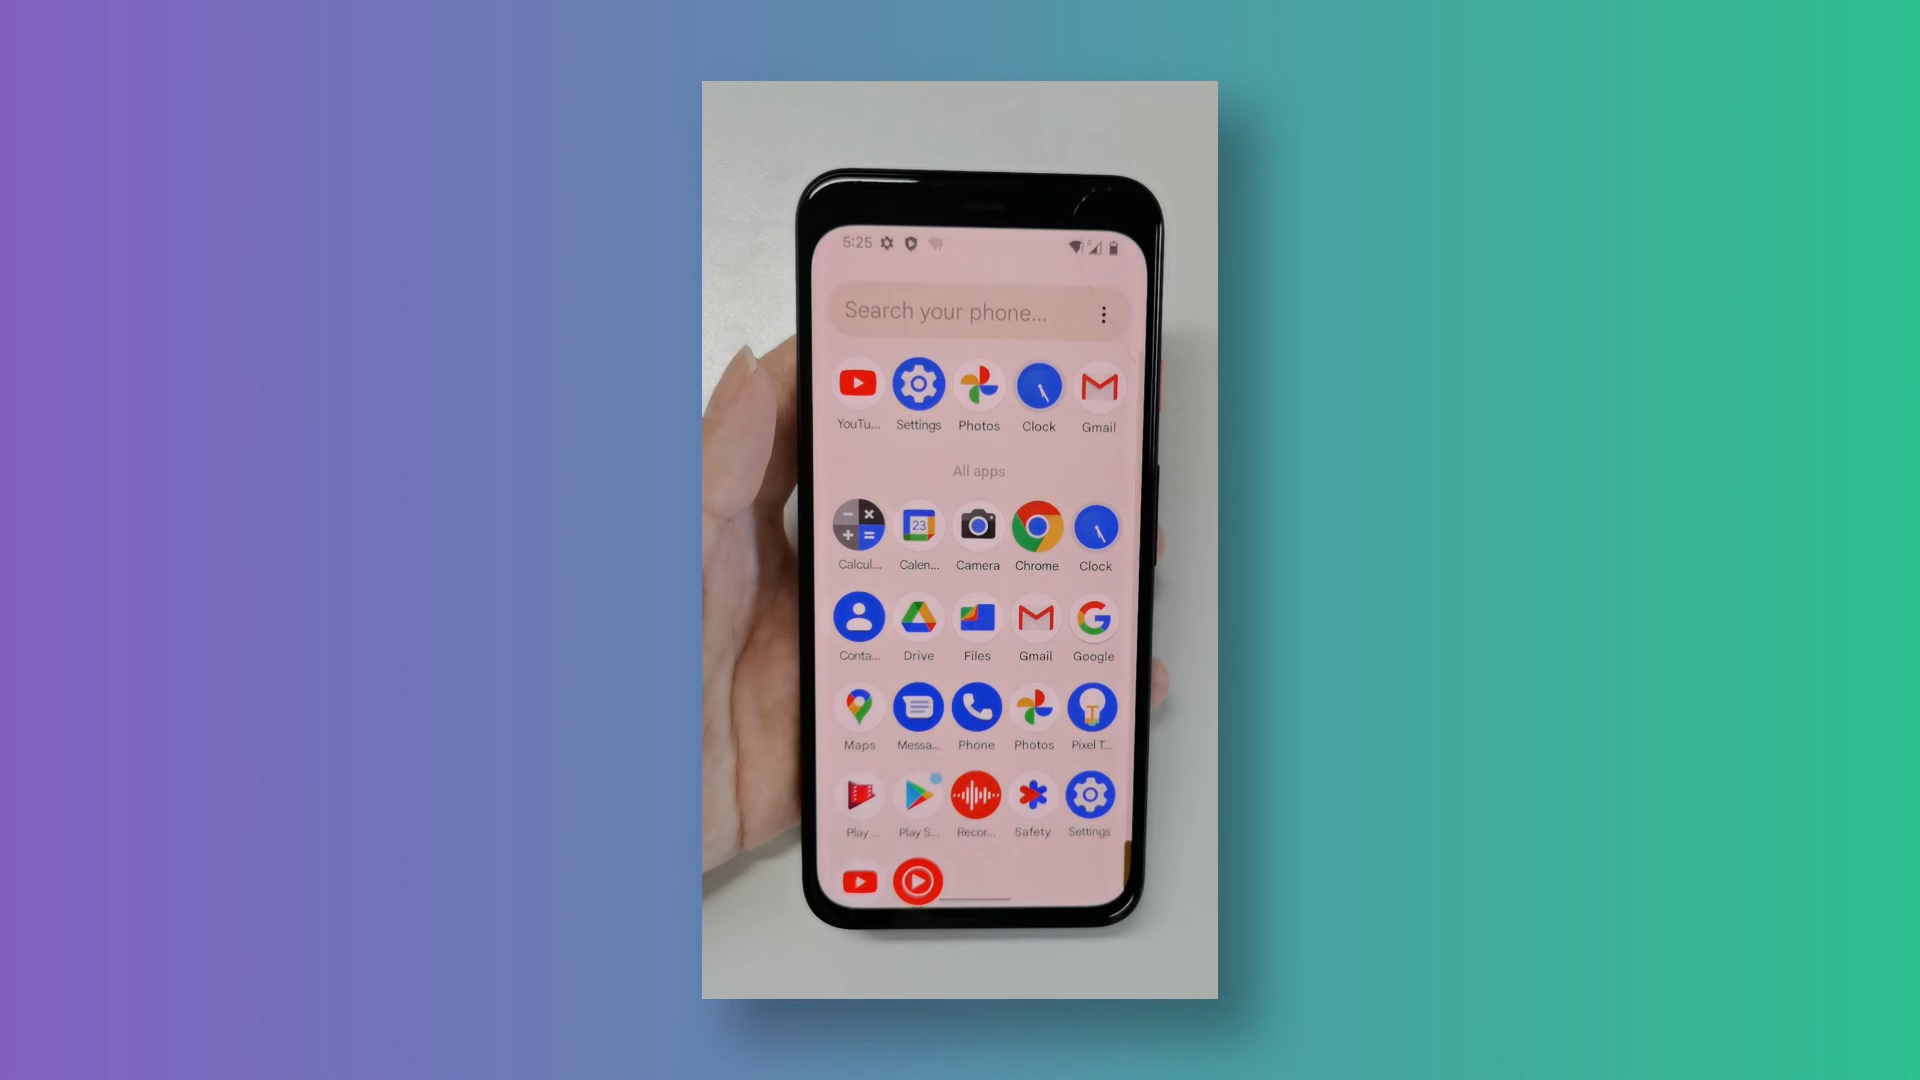 5:25
Search your phone...
YouTu... Settings Photos Clock Gmail
All apps
23
Calcul... Calen... Camera Chrome Clock
Conta... Drive Files Gmail Google
Maps Messa... Phone Photos Pixel T...
Play ... Play S... Recor... Safety Settings